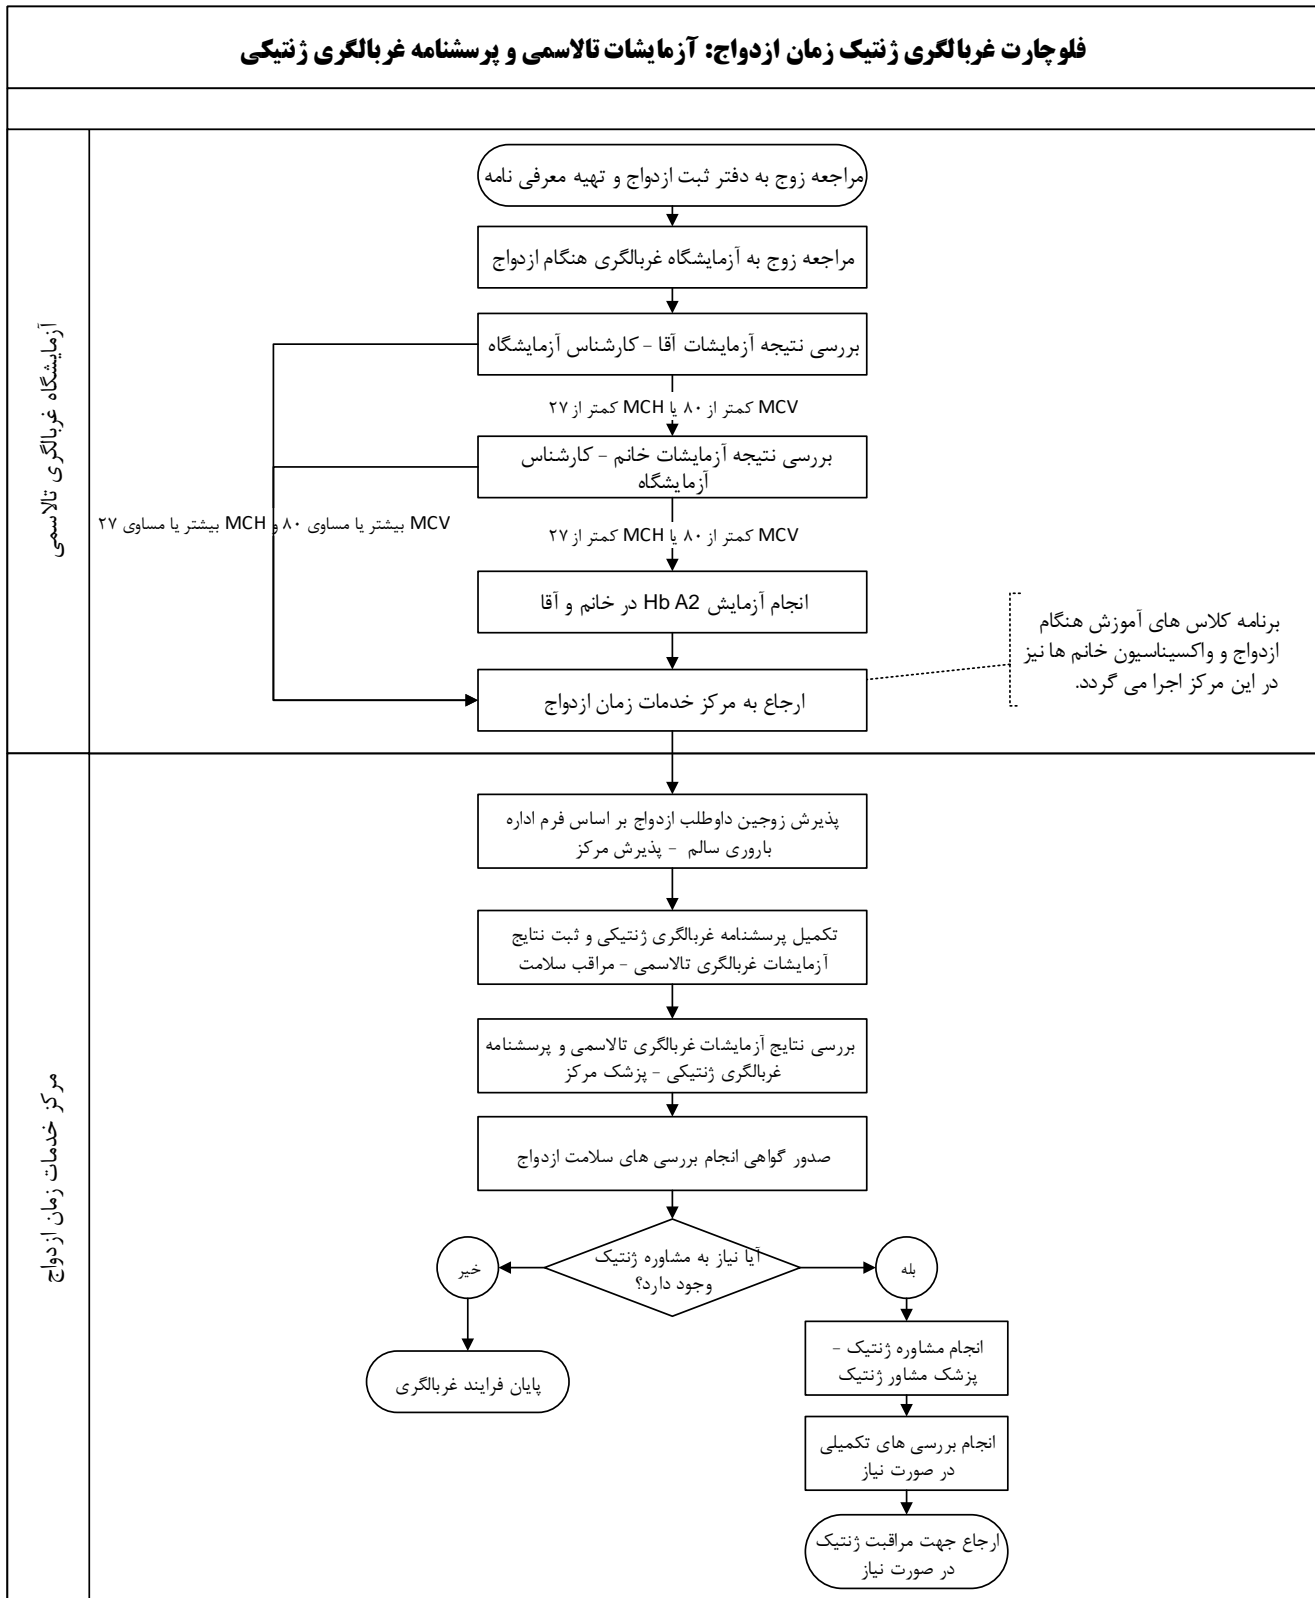 فلوچارت غربالگری ژنتیک زمان ازدواج: آزمایشات تالاسمی و پرسشنامه غربالگری ژنتیکی
آزمایشگاه غربالگری تالاسمی
مراجعه زوج به دفتر ثبت ازدواج و تهیه معرفی نامه
مراجعه زوج به آزمایشگاه غربالگری هنگام ازدواج
بررسی نتیجه آزمایشات آقا - کارشناس آزمایشگاه
MCV کمتر از ۸۰ یا MCH کمتر از ۲۷
بررسی نتیجه آزمایشات خانم - کارشناس
آزمایشگاه
MCV بیشتر یا مساوی ۸۰ و MCH بیشتر یا مساوی ۲۷
MCV کمتر از ۸۰ یا MCH کمتر از ۲۷
انجام آزمایش Hb A2 در خانم و آقا
ارجاع به مرکز خدمات زمان ازدواج
برنامه کلاس های آموزش هنگام
ازدواج و واکسیناسیون خانم ها نیز
در این مرکز اجرا می گردد.
مرکز خدمات زمان ازدواج
پذیرش زوجین داوطلب ازدواج بر اساس فرم اداره
باروری سالم - پذیرش مرکز
تکمیل پرسشنامه غربالگری ژنتیکی و ثبت نتایج
آزمایشات غربالگری تالاسمی - مراقب سلامت
بررسی نتایج آزمایشات غربالگری تالاسمی و پرسشنامه
غربالگری ژنتیکی - پزشک مرکز
صدور گواهی انجام بررسی های سلامت ازدواج
آیا نیاز به مشاوره ژنتیک
وجود دارد؟
بله
خیر
انجام مشاوره ژنتیک -
پزشک مشاور ژنتیک
پایان فرایند غربالگری
انجام بررسی های تکمیلی
در صورت نیاز
ارجاع جهت مراقبت ژنتیک
در صورت نیاز